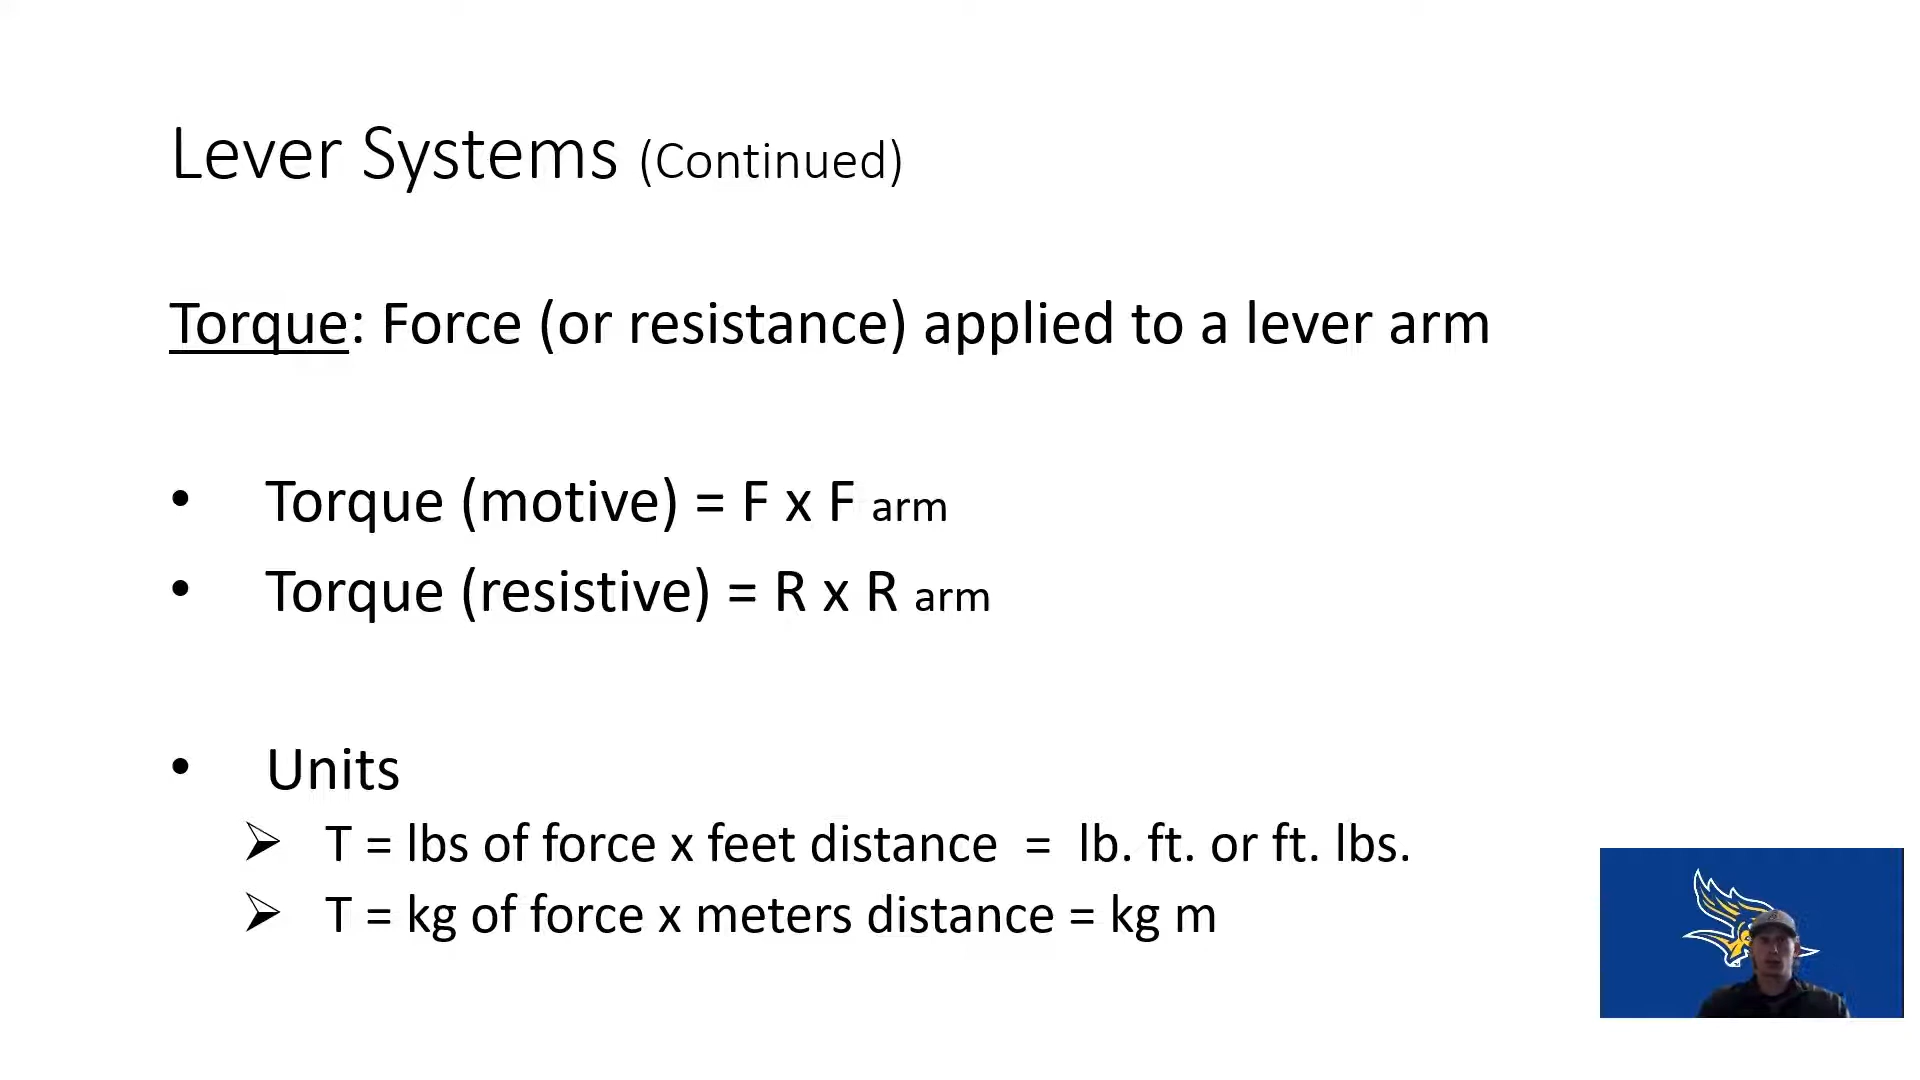 Lever Systems (Continued)
Torque: Force (or resistance) applied to a lever arm
• Torque (motive) = F x F arm
• Torque (resistive) = R x R arm
• Units
➢ T = lbs of force x feet distance = lb. ft. or ft. lbs.
➢ T = kg of force x meters distance = kg m